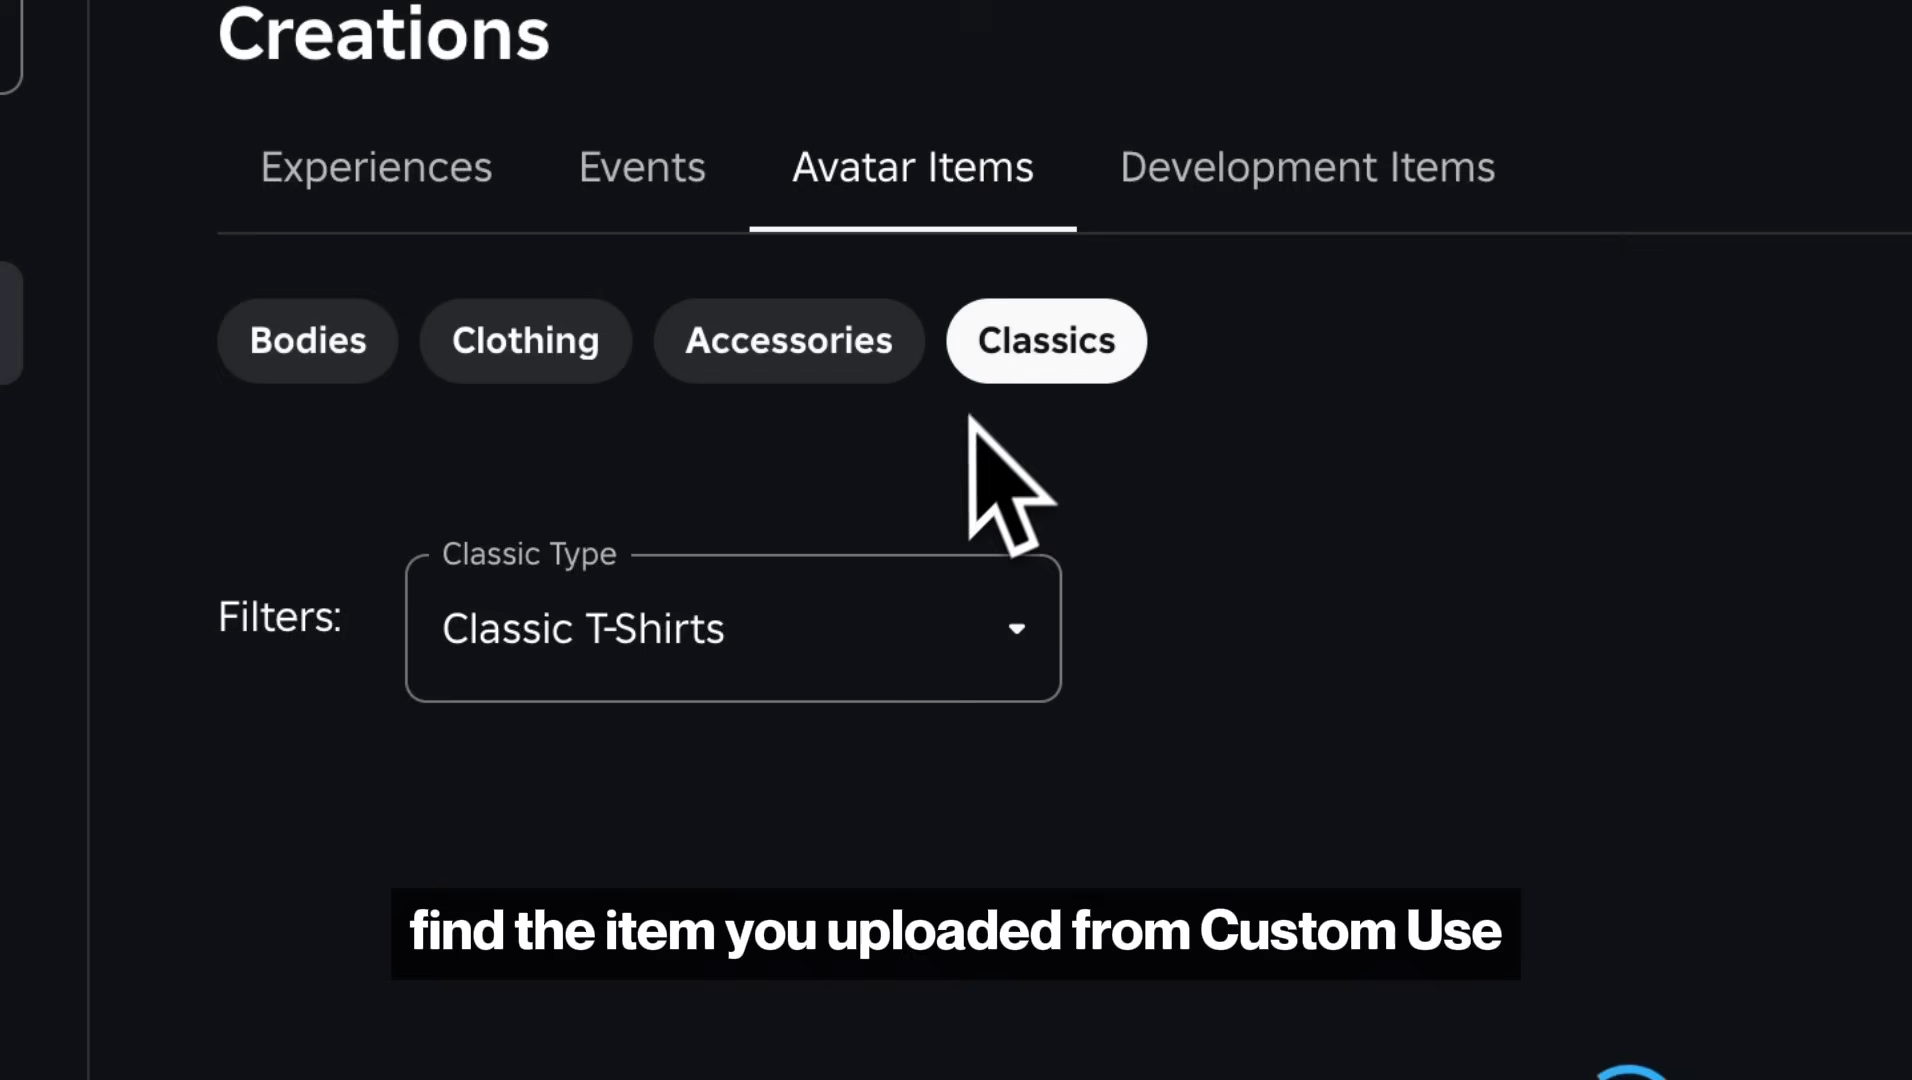 Creations
Experiences Events Avatar Items Development Items
Bodies Clothing Accessories Classics
Classic Type
Filters: Classic T-Shirts
find the item you uploaded from Custom Use